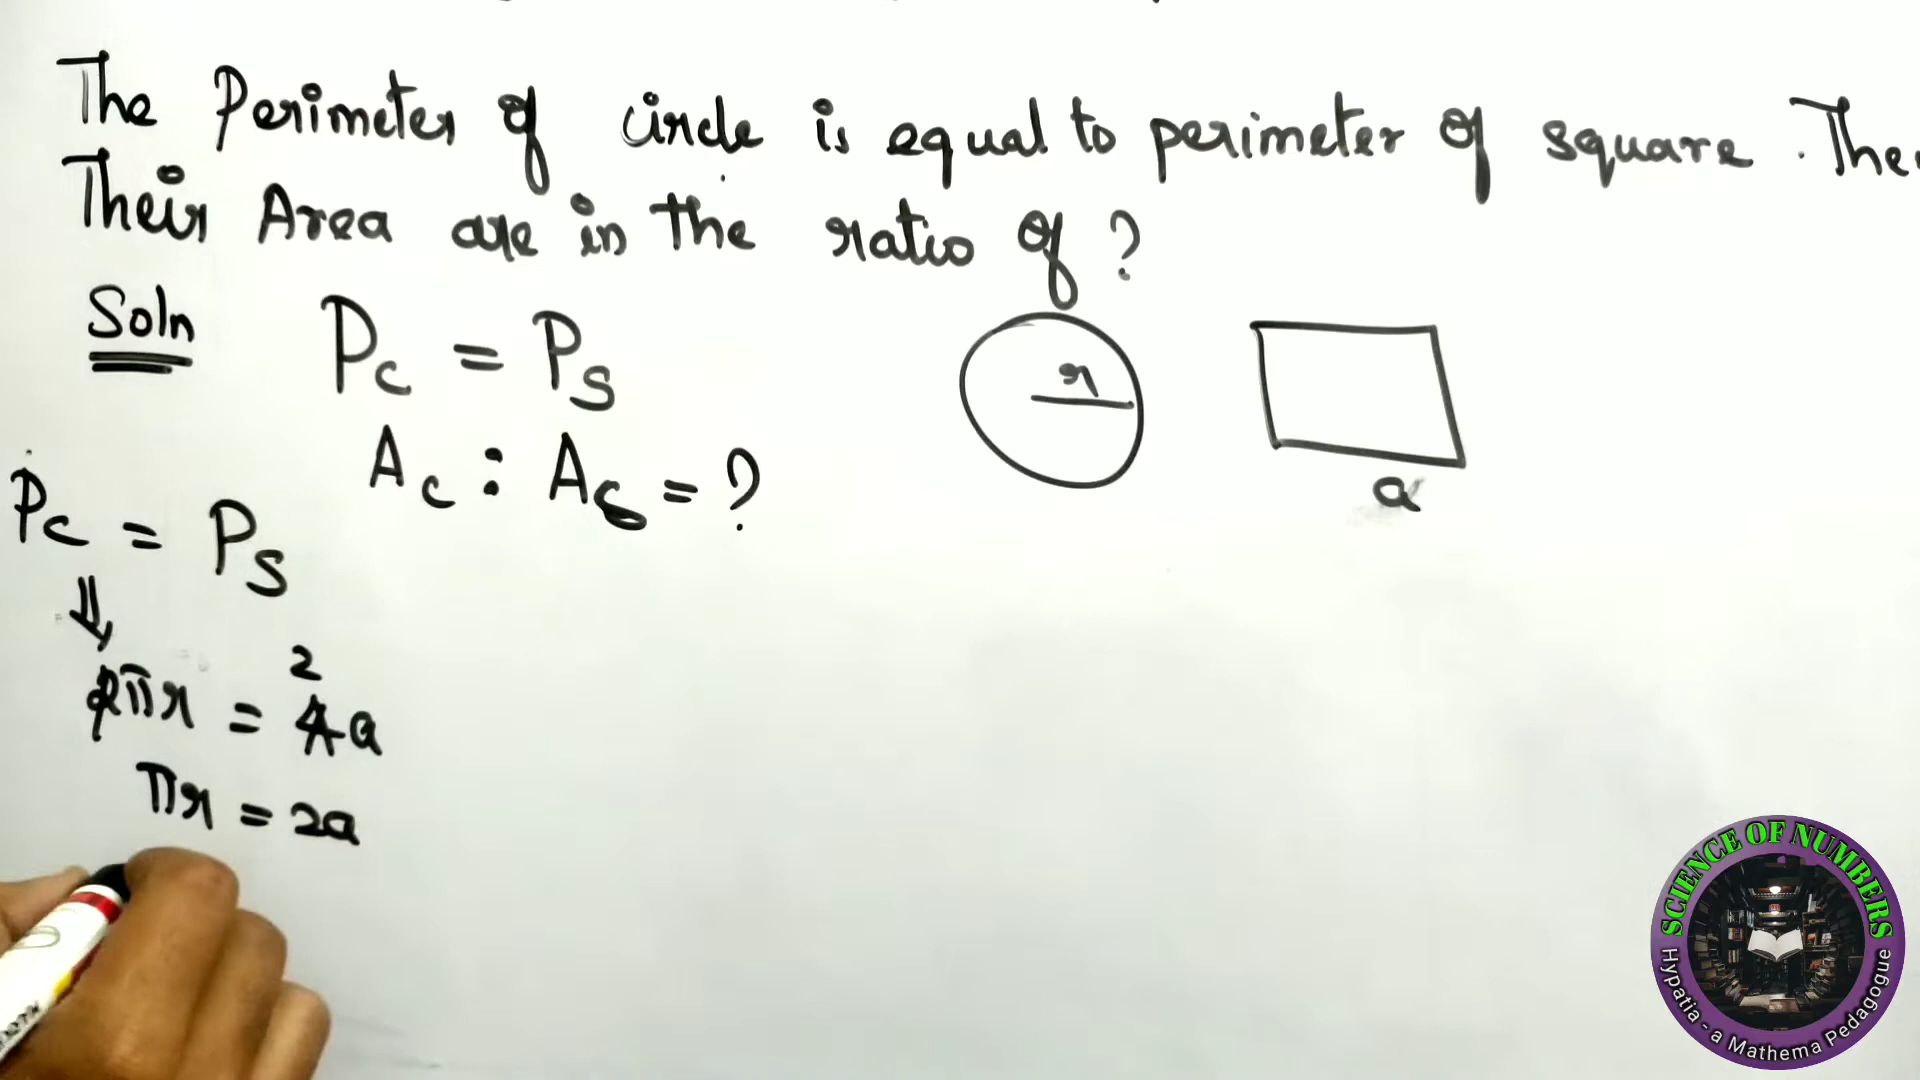 The Perimeter of circle is equal to perimeter of square. The
Their Area are in the ratio of ?
Soln
Pc = Ps
Ac : As = ?
r
a
Pc = Ps
⇓
2πr = 4a
2
πr = 2a
SCIENCE OF NUMBERS
Hypatia - a Mathema Pedagogue